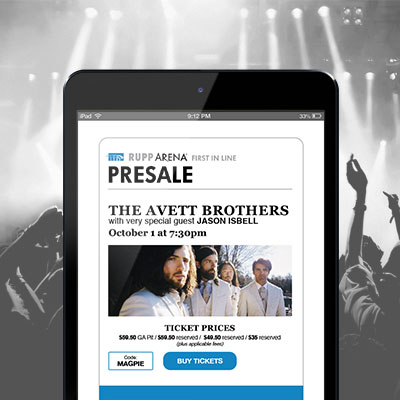 iPad 9:12 PM 33%
RUPP ARENA® FIRST IN LINE
PRESALE
THE AVETT BROTHERS
with very special guest JASON ISBELL
October 1 at 7:30pm
TICKET PRICES
$59.50 GA Pit / $59.50 reserved / $49.50 reserved / $35 reserved
(plus applicable fees)
Code:
MAGPIE
BUY TICKETS